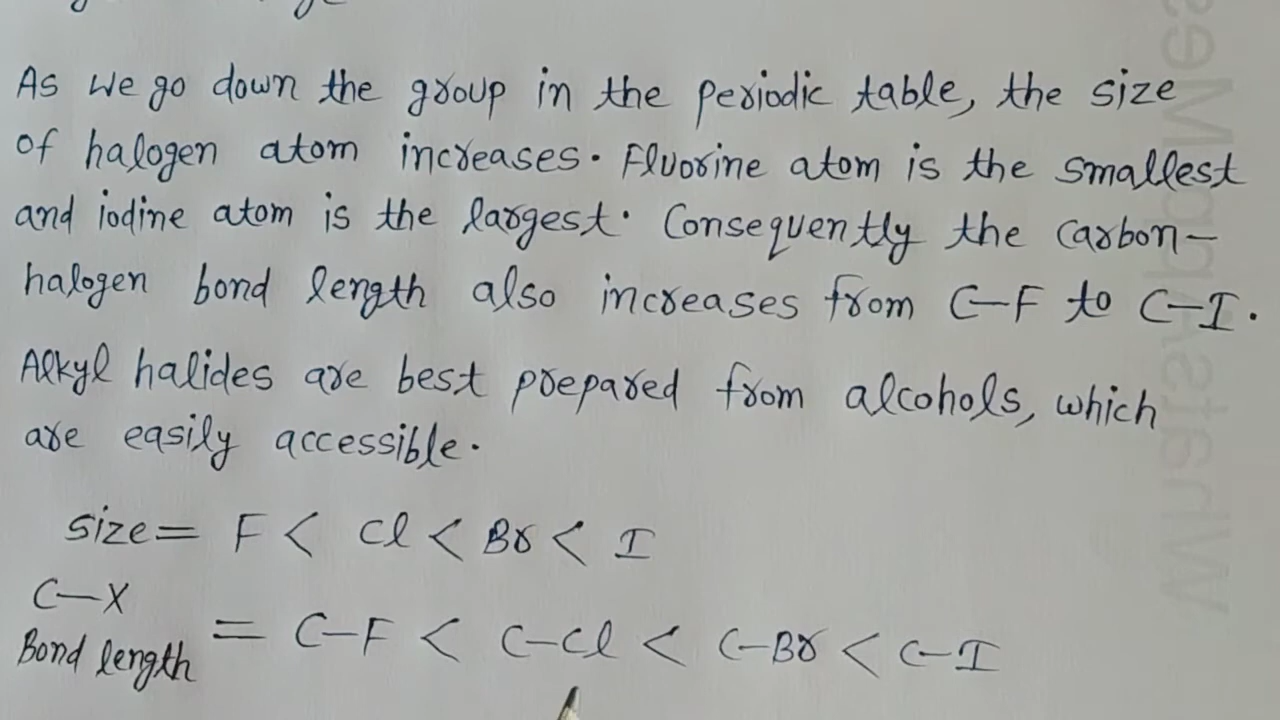 As we go down the group in the periodic table, the size
of halogen atom increases. Fluorine atom is the smallest
and iodine atom is the largest. Consequently the carbon-
halogen bond length also increases from C-F to C-I.
Alkyl halides are best prepared from alcohols, which
are easily accessible.
size = F < Cl < Br < I
C-X
Bond length = C-F < C-Cl < C-Br < C-I